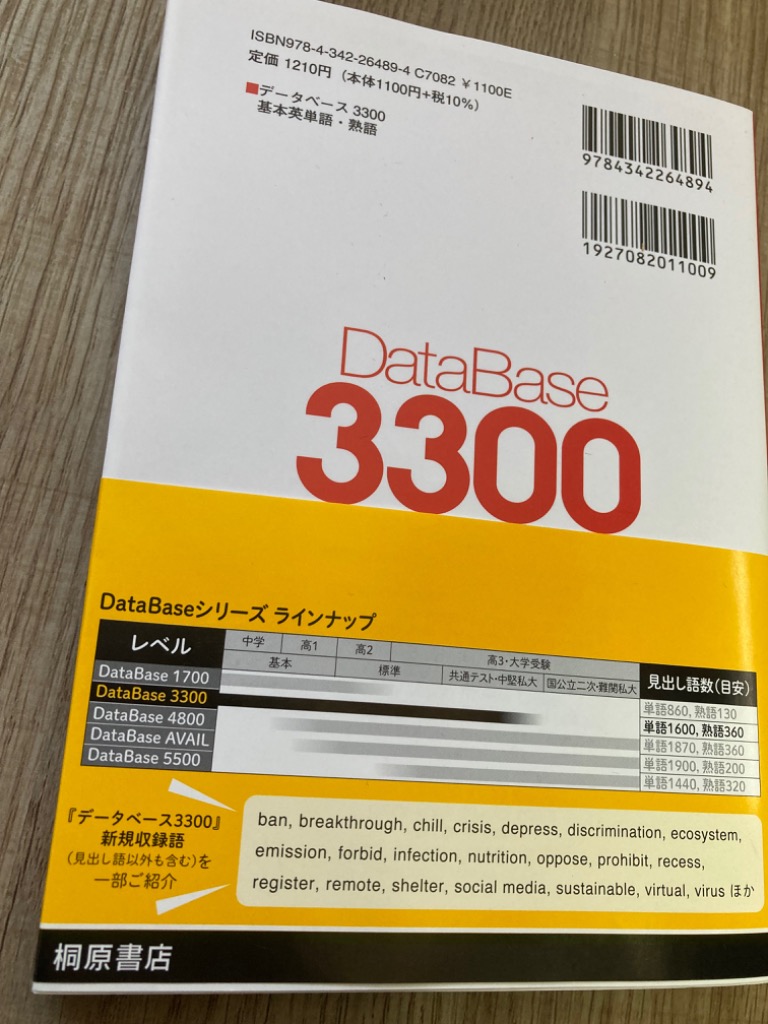 ISBN978-4-342-26489-4 C7082 ￥1100E
定価 1210円 （本体1100円+税10%）
■データベース 3300
基本英単語・熟語
9784342264894
1927082011009
DataBase
3300
DataBaseシリーズ ラインナップ
レベル 中学 高1 高2 高3・大学受験 見出し語数(目安)
基本 標準 共通テスト・中堅私大 国公立二次・難関私大
DataBase 1700 単語860, 熟語130
DataBase 3300 単語1600, 熟語360
DataBase 4800 単語1870, 熟語360
DataBase AVAIL 単語1900, 熟語200
DataBase 5500 単語1440, 熟語320
『データベース3300』
新規収録語
（見出し語以外も含む）を
一部ご紹介
ban, breakthrough, chill, crisis, depress, discrimination, ecosystem,
emission, forbid, infection, nutrition, oppose, prohibit, recess,
register, remote, shelter, social media, sustainable, virtual, virus ほか
桐原書店